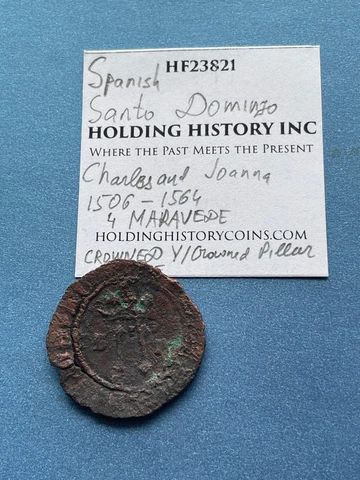 HF23821
Spanish
Santo Domingo
HOLDING HISTORY INC
WHERE THE PAST MEETS THE PRESENT
Charles and Joanna
1506 - 1564
4 MARAVEDE
HOLDINGHISTORYCOINS.COM
CROWNED Y/Crowned Pillar